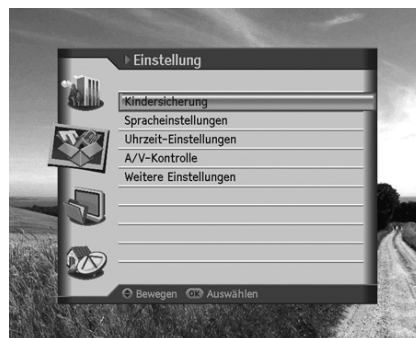 Einstellung
Kindersicherung
Spracheinstellungen
Uhrzeit-Einstellungen
A/V-Kontrolle
Weitere Einstellungen
Bewegen OK Auswählen